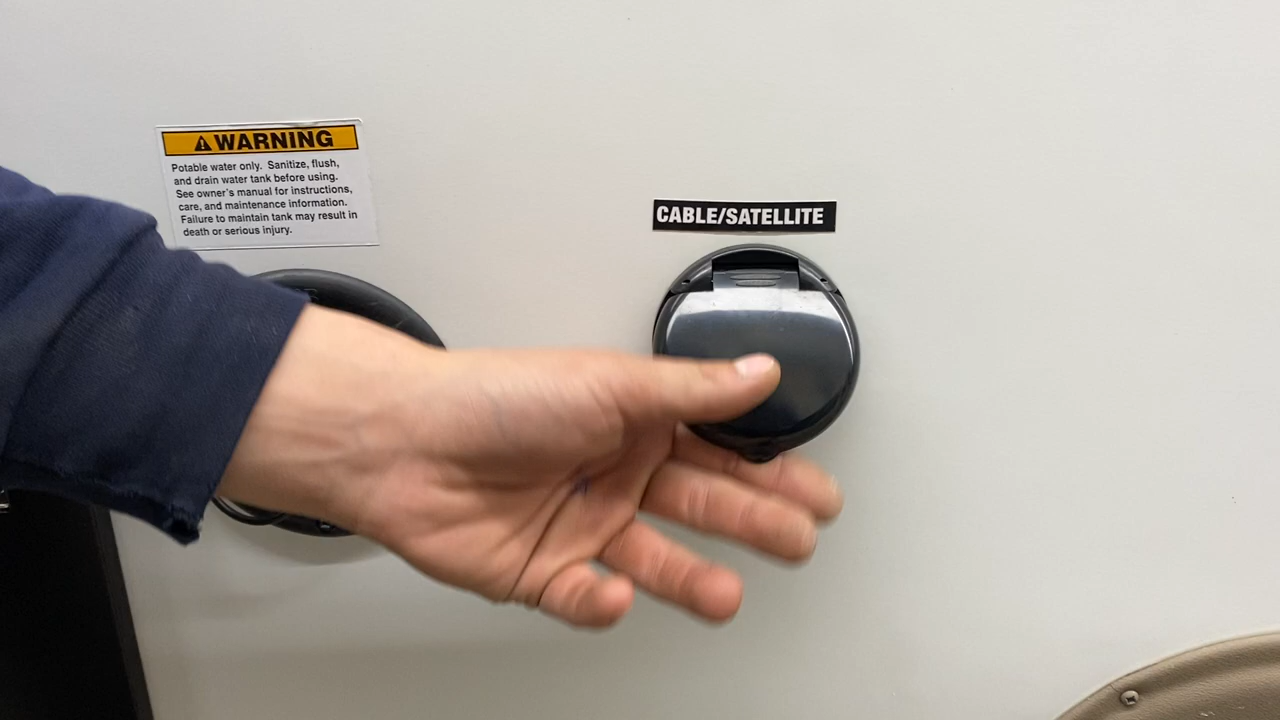 WARNING
Potable water only. Sanitize, flush,
and drain water tank before using.
See owner's manual for instructions,
care, and maintenance information.
Failure to maintain tank may result in
death or serious injury.
CABLE/SATELLITE